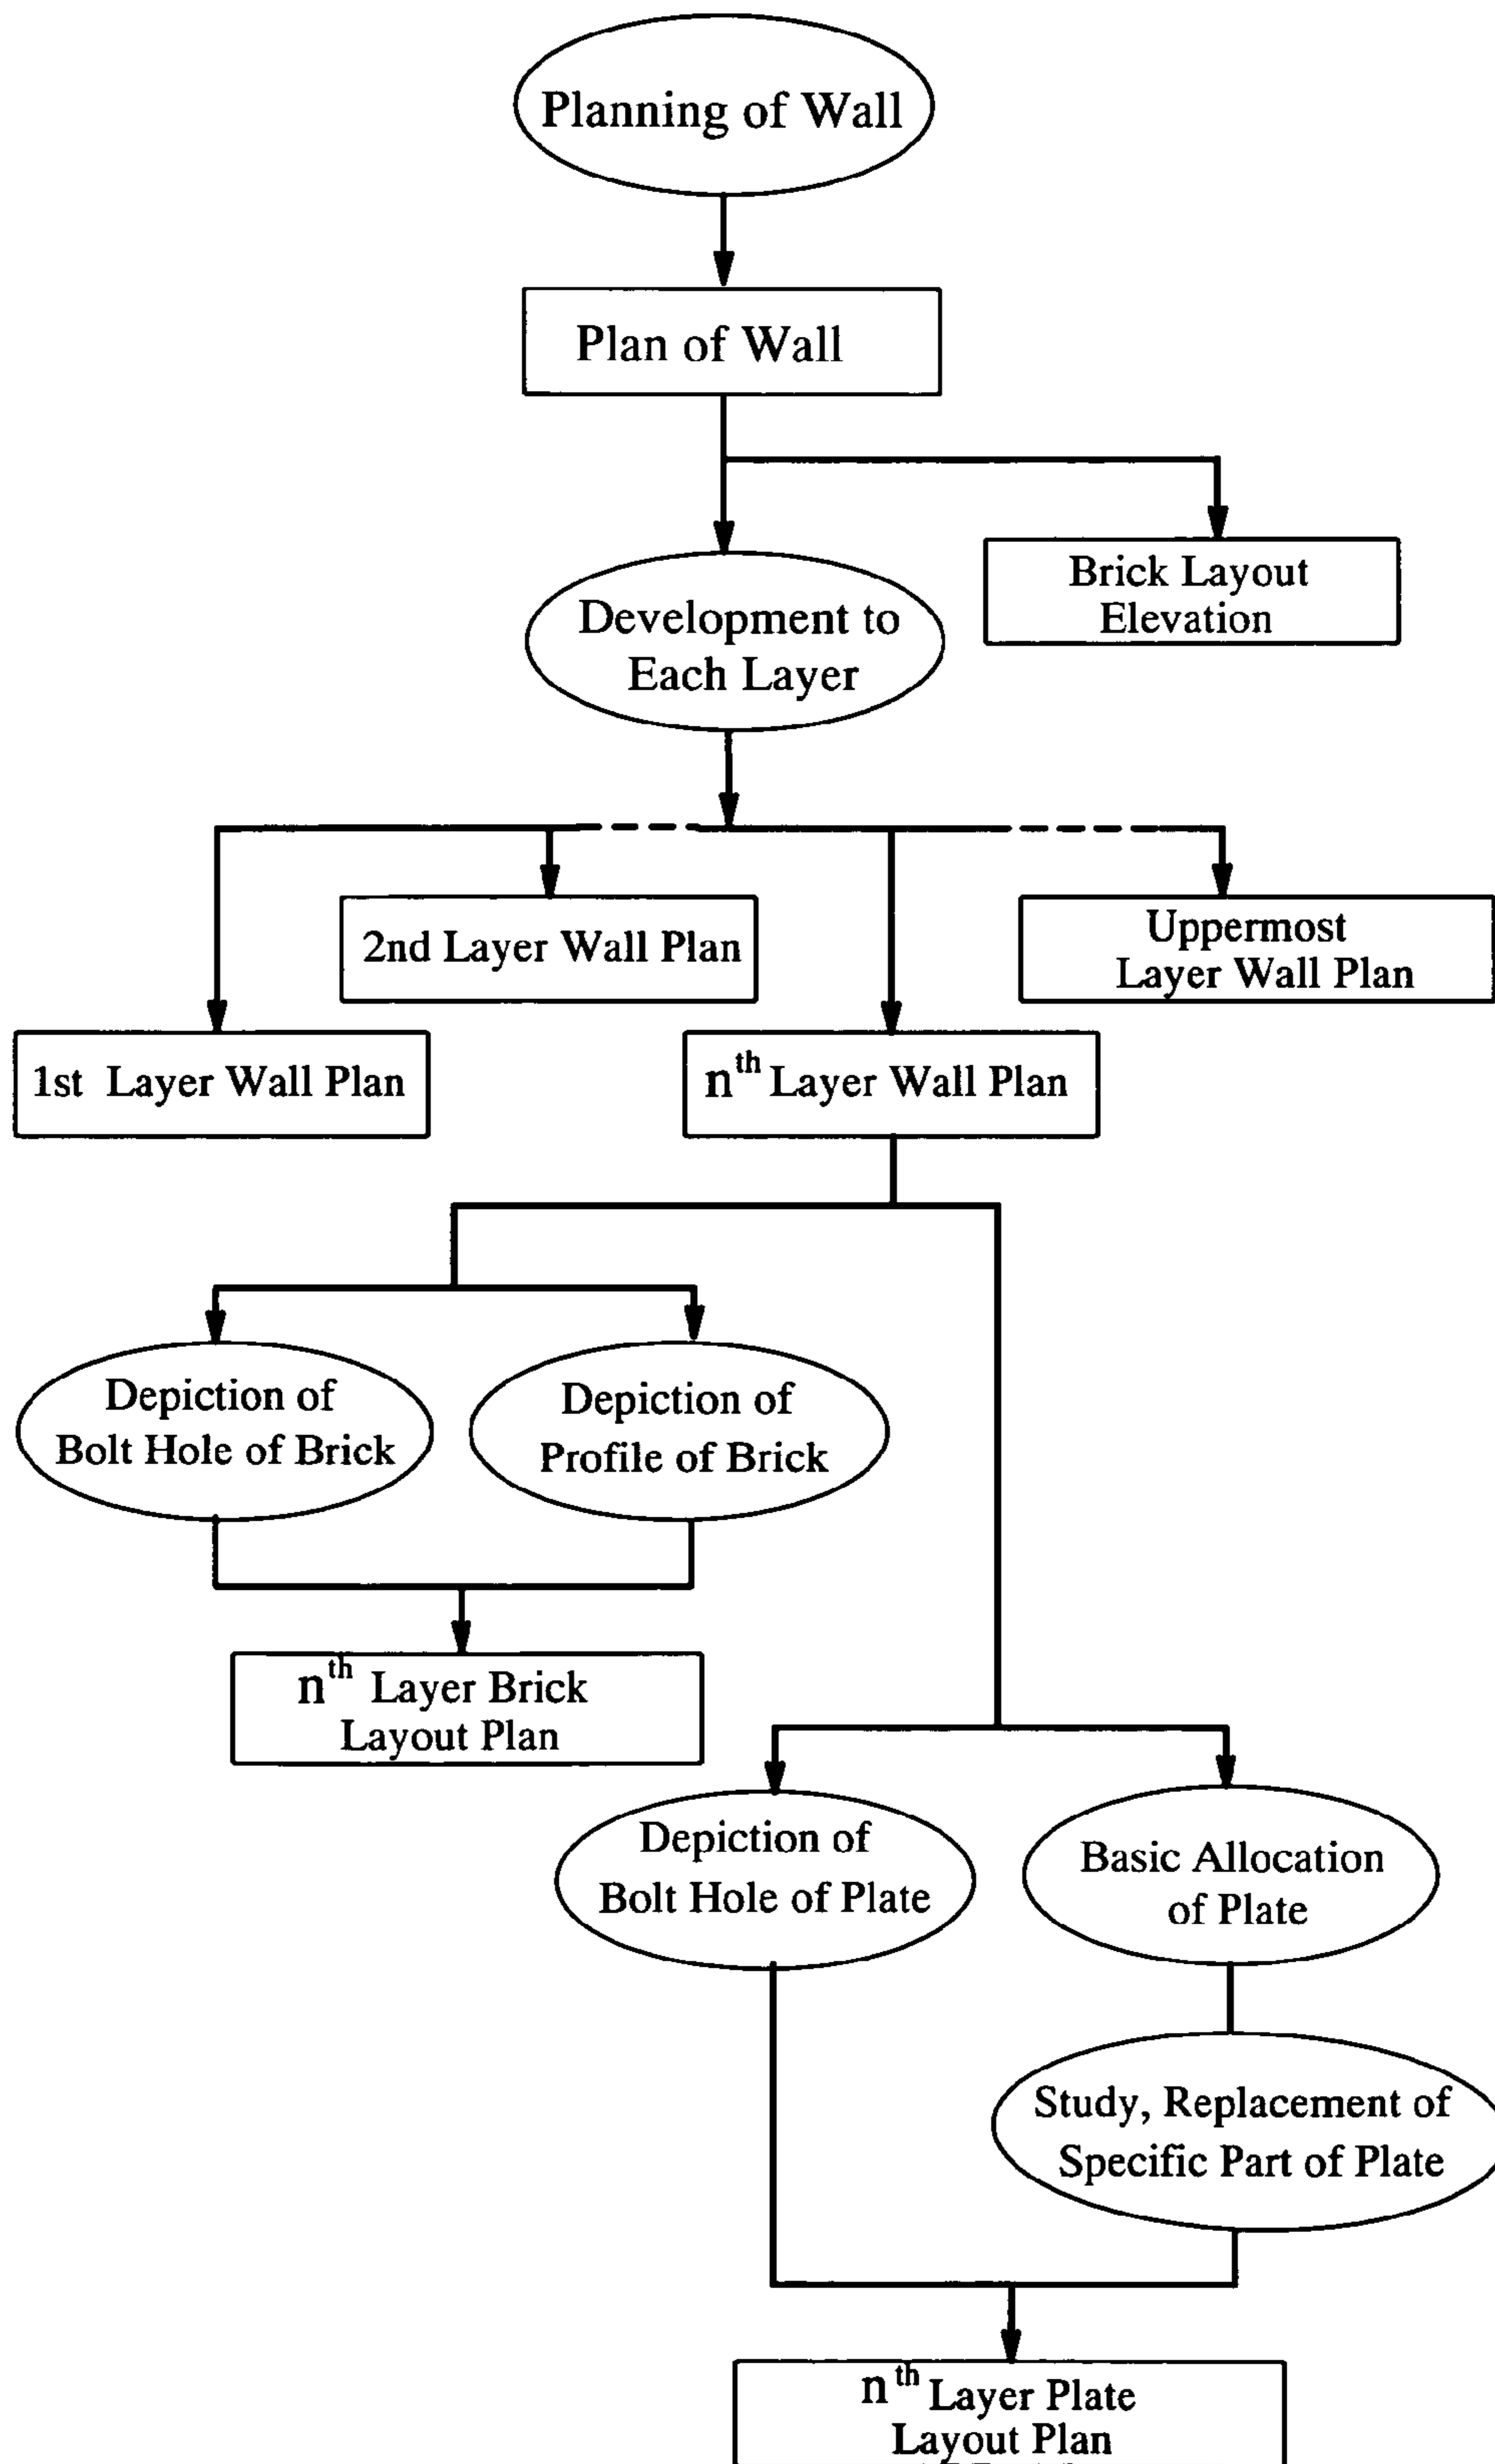 Planning of Wall
Plan of Wall
Brick Layout
Elevation
Development to
Each Layer
2nd Layer Wall Plan
Uppermost
Layer Wall Plan
1st Layer Wall Plan
nth Layer Wall Plan
Depiction of
Bolt Hole of Brick
Depiction of
Profile of Brick
nth Layer Brick
Layout Plan
Depiction of
Bolt Hole of Plate
Basic Allocation
of Plate
Study, Replacement of
Specific Part of Plate
nth Layer Plate
Layout Plan